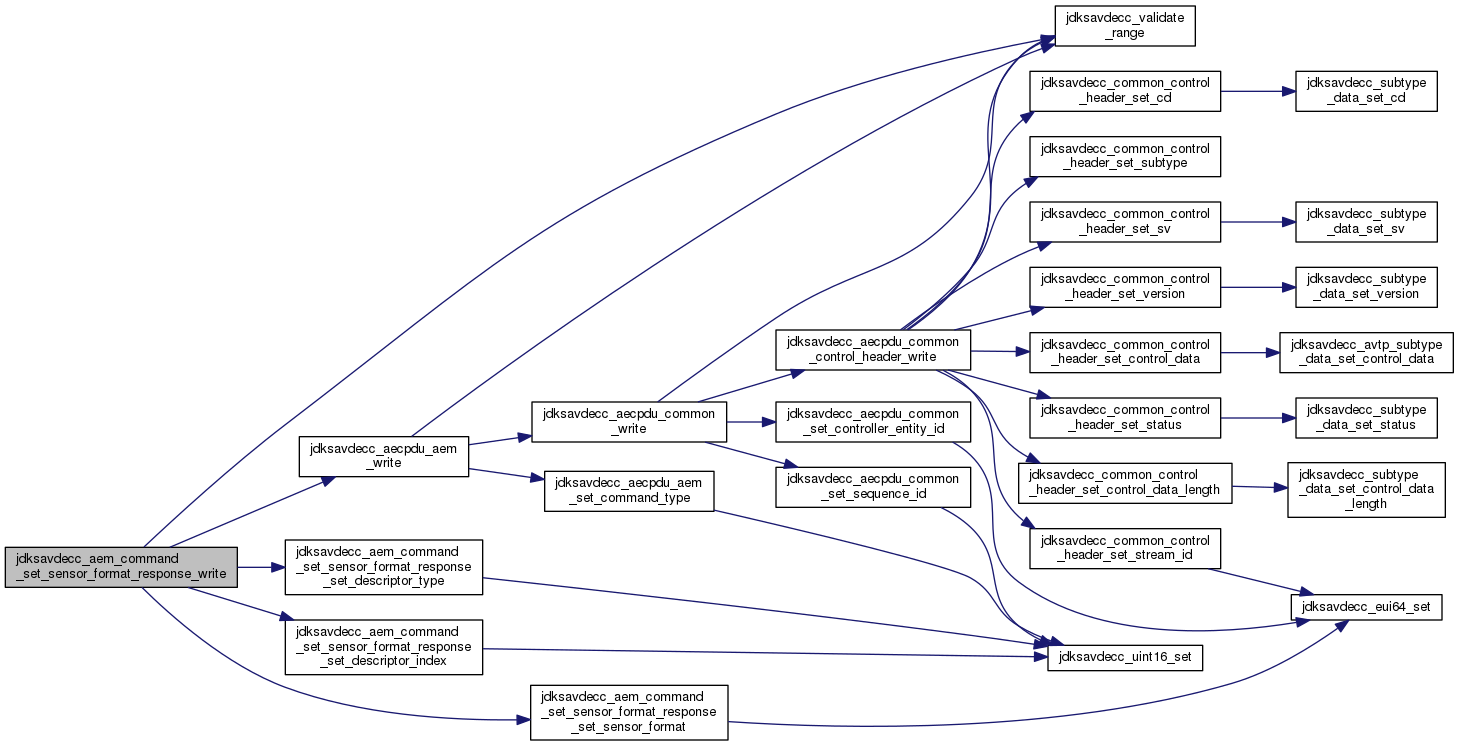 jdksavdecc_aem_command
_set_sensor_format_response_write
jdksavdecc_aecpdu_aem
_write
jdksavdecc_aem_command
_set_sensor_format_response
_set_descriptor_type
jdksavdecc_aem_command
_set_sensor_format_response
_set_descriptor_index
jdksavdecc_aecpdu_common
_write
jdksavdecc_aecpdu_aem
_set_command_type
jdksavdecc_aem_command
_set_sensor_format_response
_set_sensor_format
jdksavdecc_aecpdu_common
_control_header_write
jdksavdecc_aecpdu_common
_set_controller_entity_id
jdksavdecc_aecpdu_common
_set_sequence_id
jdksavdecc_validate
_range
jdksavdecc_common_control
_header_set_cd
jdksavdecc_common_control
_header_set_subtype
jdksavdecc_common_control
_header_set_sv
jdksavdecc_common_control
_header_set_version
jdksavdecc_common_control
_header_set_control_data
jdksavdecc_common_control
_header_set_status
jdksavdecc_common_control
_header_set_control_data_length
jdksavdecc_common_control
_header_set_stream_id
jdksavdecc_uint16_set
jdksavdecc_subtype
_data_set_cd
jdksavdecc_subtype
_data_set_sv
jdksavdecc_subtype
_data_set_version
jdksavdecc_avtp_subtype
_data_set_control_data
jdksavdecc_subtype
_data_set_status
jdksavdecc_subtype
_data_set_control_data
_length
jdksavdecc_eui64_set